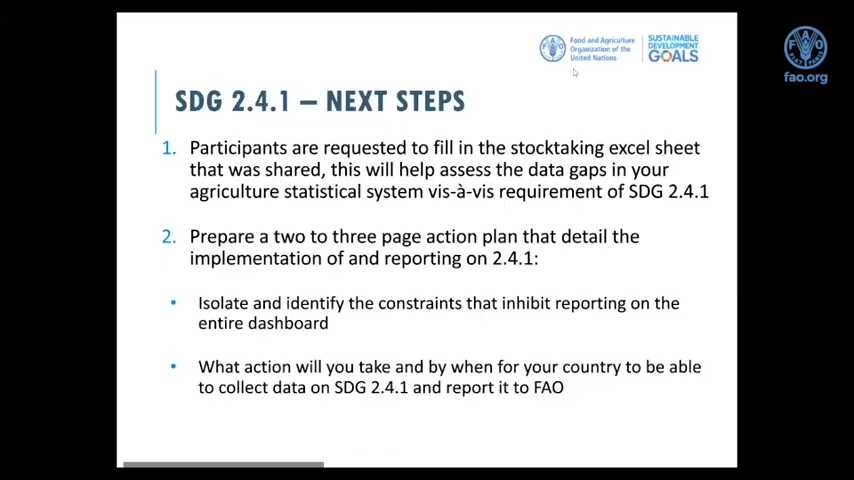 Food and Agriculture
Organization of the
United Nations
SUSTAINABLE
DEVELOPMENT
GOALS
FAO
FIAT PANIS
fao.org
SDG 2.4.1 – NEXT STEPS
1. Participants are requested to fill in the stocktaking excel sheet
that was shared, this will help assess the data gaps in your
agriculture statistical system vis-à-vis requirement of SDG 2.4.1
2. Prepare a two to three page action plan that detail the
implementation of and reporting on 2.4.1:
• Isolate and identify the constraints that inhibit reporting on the
entire dashboard
• What action will you take and by when for your country to be able
to collect data on SDG 2.4.1 and report it to FAO